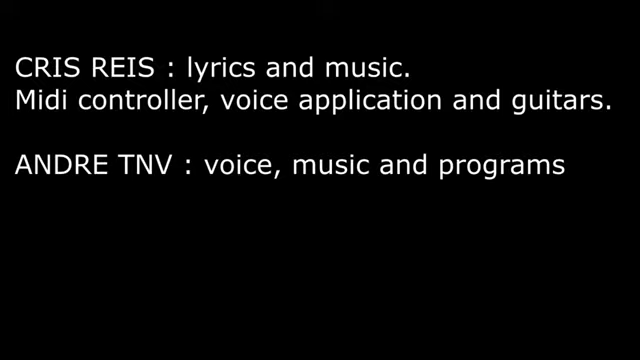 CRIS REIS : lyrics and music.
Midi controller, voice application and guitars.
ANDRE TNV : voice, music and programs